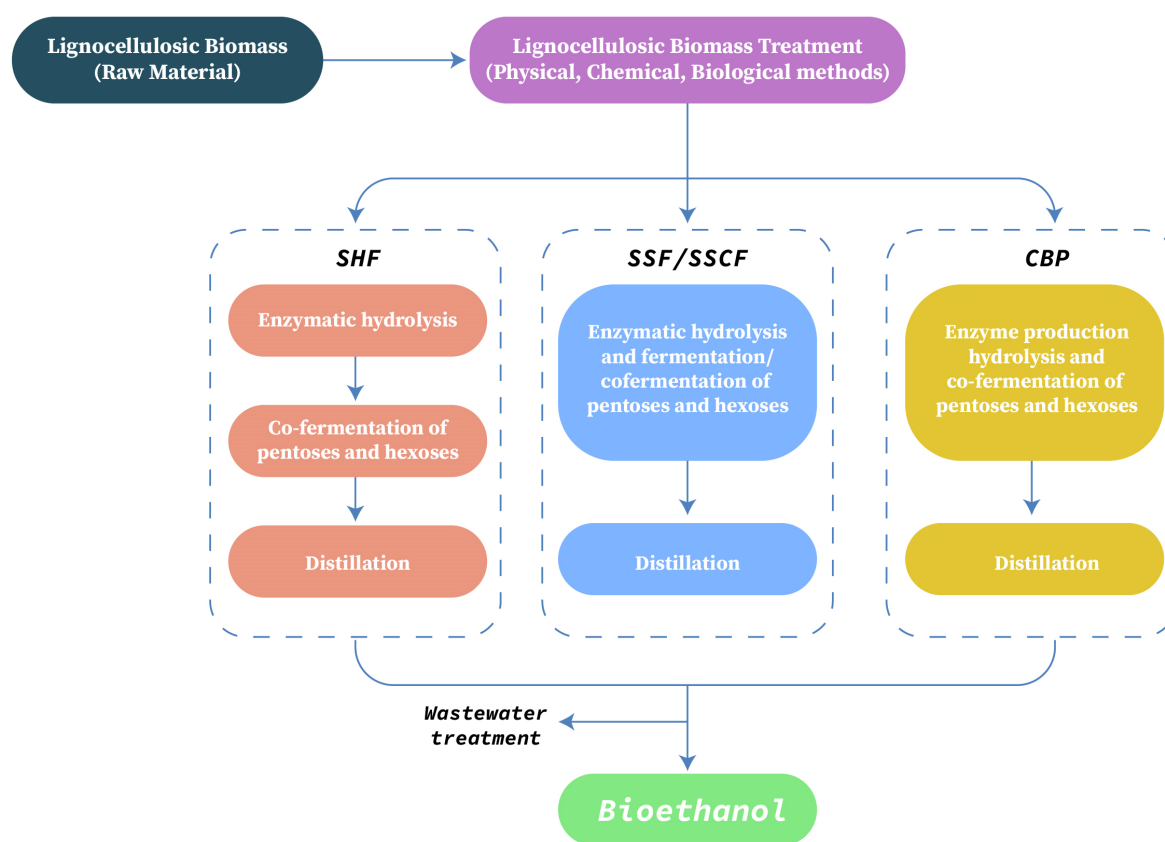 Lignocellulosic Biomass
(Raw Material)
Lignocellulosic Biomass Treatment
(Physical, Chemical, Biological methods)
SHF
Enzymatic hydrolysis
Co-fermentation of
pentoses and hexoses
Distillation
SSF/SSCF
Enzymatic hydrolysis
and fermentation/
cofermentation of
pentoses and hexoses
Distillation
CBP
Enzyme production
hydrolysis and
co-fermentation of
pentoses and hexoses
Distillation
Wastewater
treatment
Bioethanol